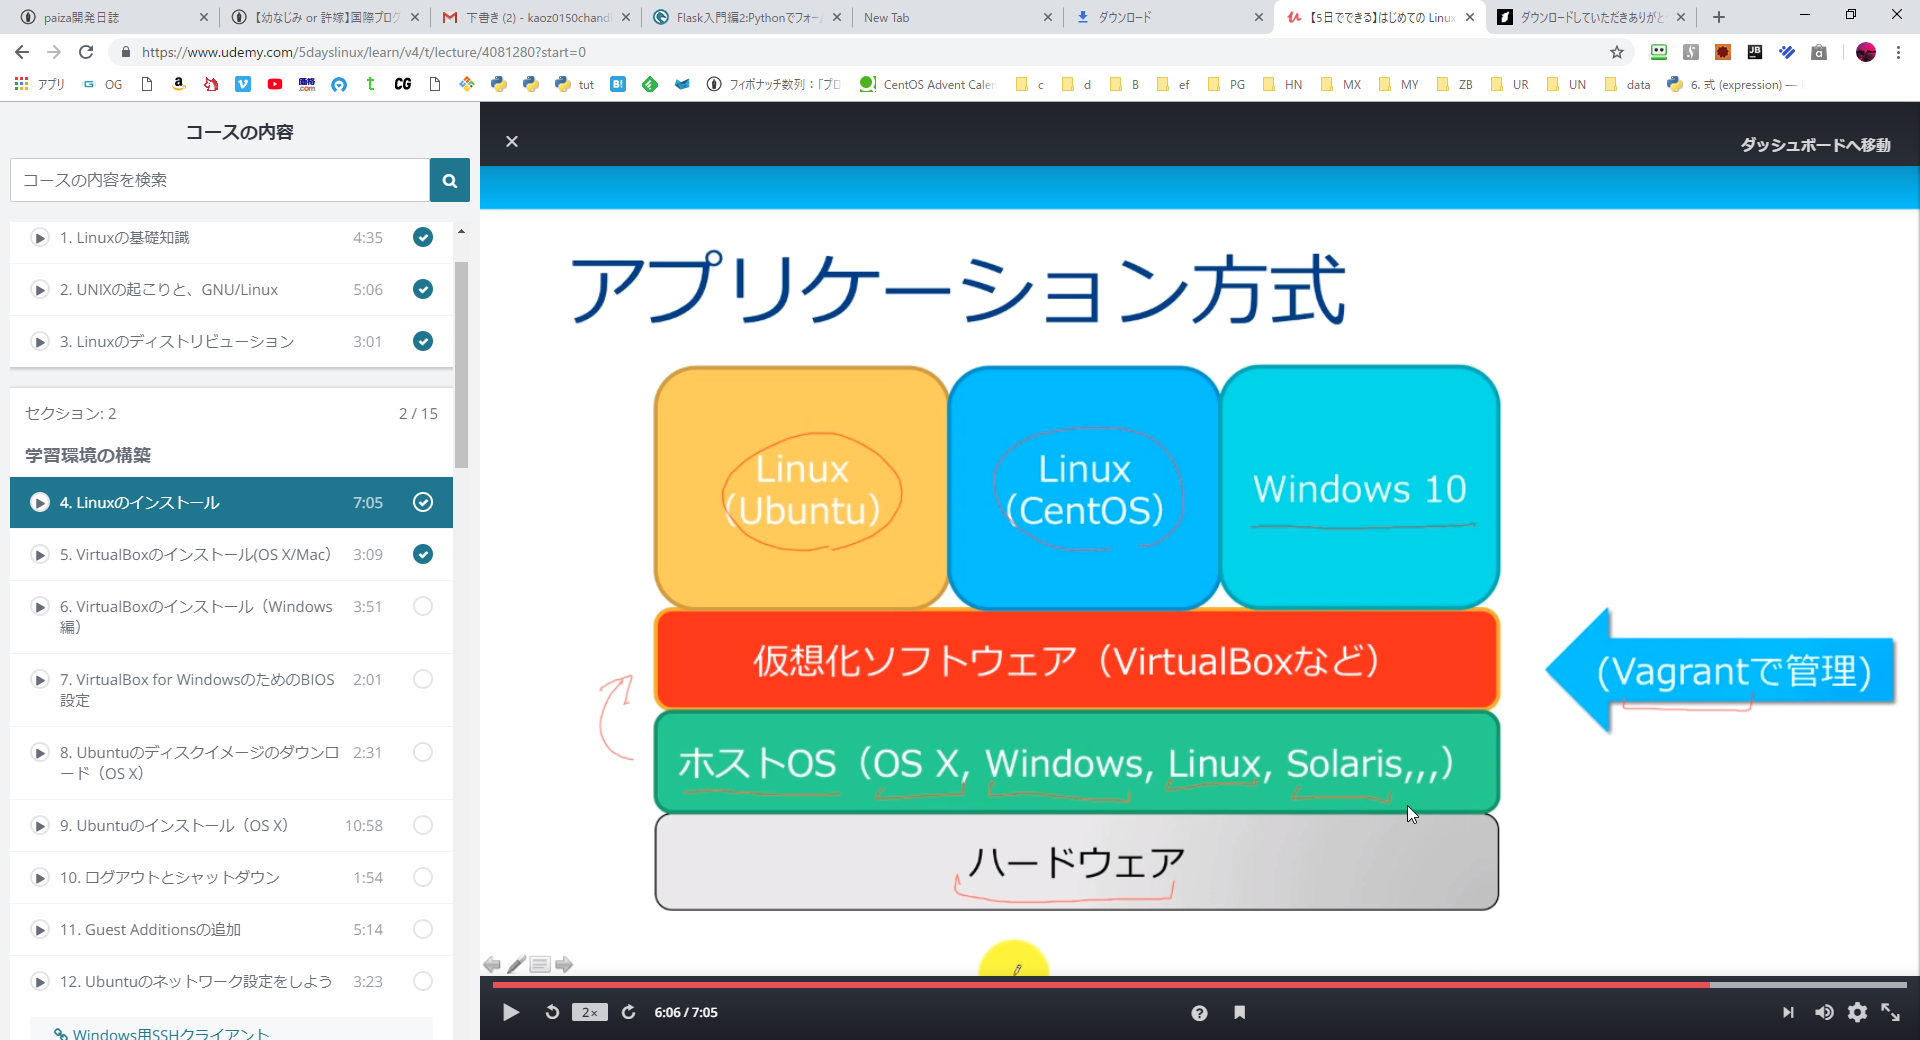 paiza開発日誌
【幼なじみ or 許嫁】国際プログ
下書き (2) - kaoz0150chand
Flask入門編2:Pythonでフォー
New Tab
ダウンロード
【5日でできる】はじめての Linux
ダウンロードしていただきありがと
https://www.udemy.com/5dayslinux/learn/v4/t/lecture/4081280?start=0
アプリ OG CG tut B! フィボナッチ数列：「プロ CentOS Advent Calen c d B ef PG HN MX MY ZB UR UN data 6. 式 (expression) —
コースの内容
ダッシュボードへ移動
コースの内容を検索
1. Linuxの基礎知識 4:35
2. UNIXの起こりと、GNU/Linux 5:06
3. Linuxのディストリビューション 3:01
セクション: 2 2 / 15
学習環境の構築
4. Linuxのインストール 7:05
5. VirtualBoxのインストール(OS X/Mac） 3:09
6. VirtualBoxのインストール（Windows 3:51
編）
7. VirtualBox for WindowsのためのBIOS 2:01
設定
8. Ubuntuのディスクイメージのダウンロ 2:31
ード（OS X）
9. Ubuntuのインストール（OS X） 10:58
10. ログアウトとシャットダウン 1:54
11. Guest Additionsの追加 5:14
12. Ubuntuのネットワーク設定をしよう 3:23
Windows用SSHクライアント
アプリケーション方式
Linux
（Ubuntu）
Linux
（CentOS）
Windows 10
仮想化ソフトウェア（VirtualBoxなど）
(Vagrantで管理)
ホストOS（OS X, Windows, Linux, Solaris,,,）
ハードウェア
2× 6:06 / 7:05